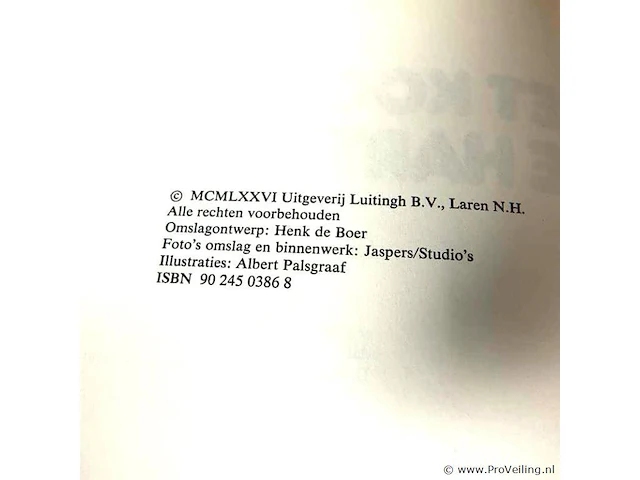 © MCMLXXVI Uitgeverij Luitingh B.V., Laren N.H.
Alle rechten voorbehouden
Omslagontwerp: Henk de Boer
Foto's omslag en binnenwerk: Jaspers/Studio's
Illustraties: Albert Palsgraaf
ISBN 90 245 0386 8
© www.ProVeiling.nl